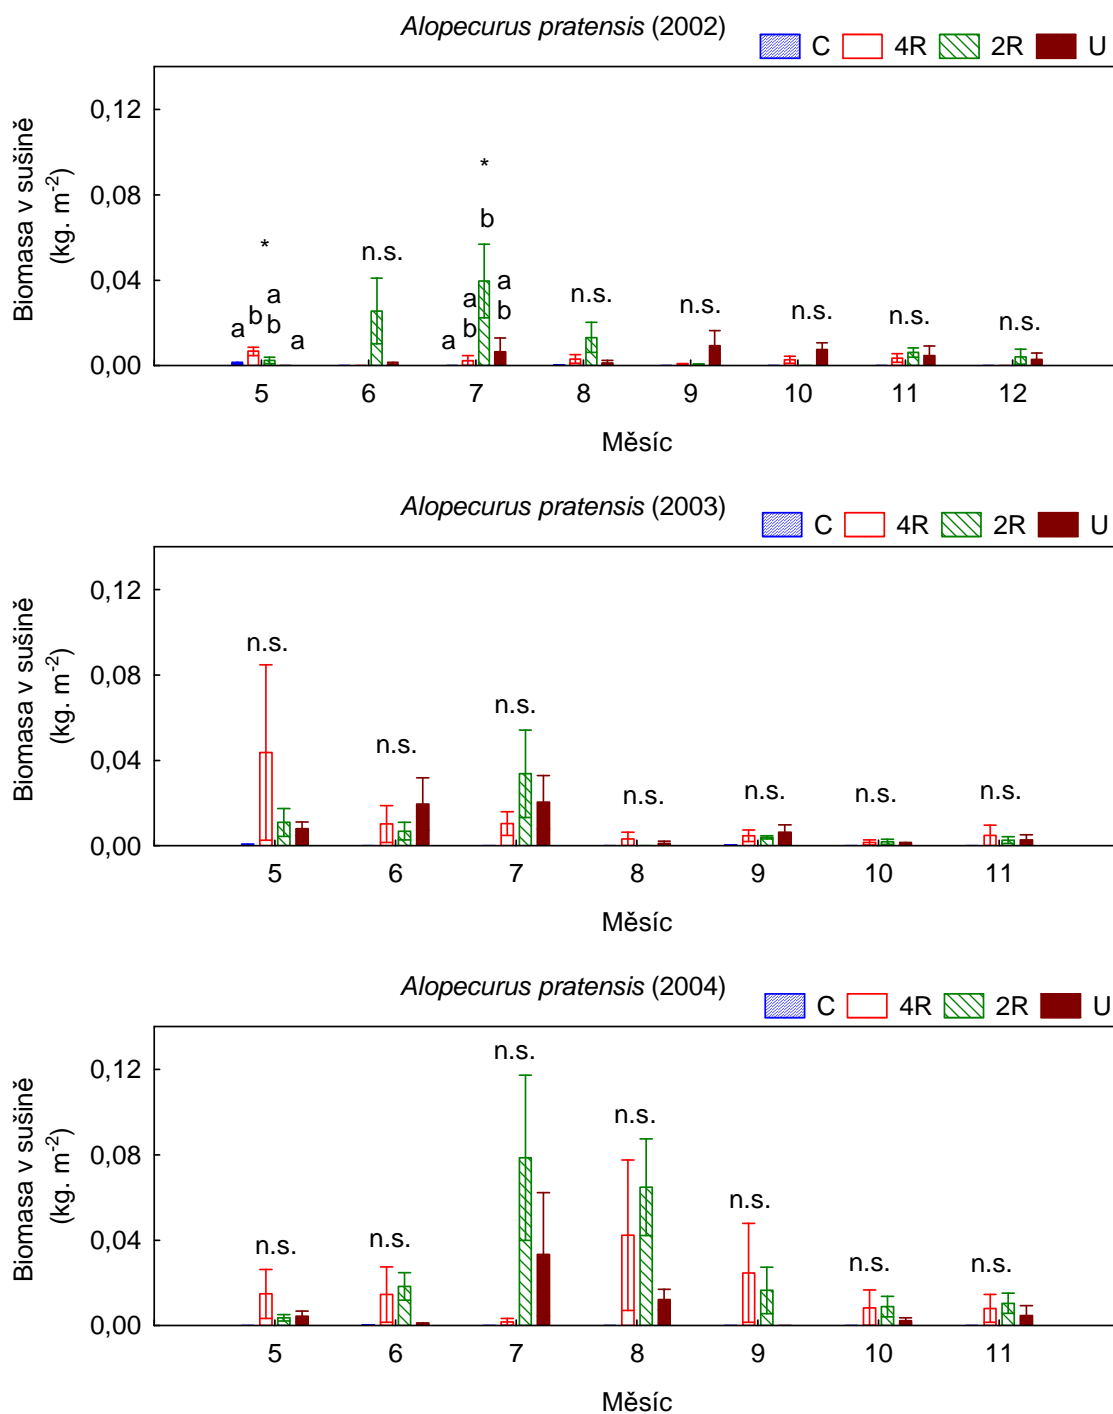 Alopecurus pratensis (2002)
C 4R 2R U
Biomasa v sušině
(kg. m-2)
0,12
0,08
0,04
0,00
*
a
b
a
b
a
n.s.
*
a
a
b
b
a
b
n.s.
n.s.
n.s.
n.s.
n.s.
5 6 7 8 9 10 11 12
Měsíc
Alopecurus pratensis (2003)
C 4R 2R U
Biomasa v sušině
(kg. m-2)
0,12
0,08
0,04
0,00
n.s.
n.s.
n.s.
n.s.
n.s.
n.s.
n.s.
5 6 7 8 9 10 11
Měsíc
Alopecurus pratensis (2004)
C 4R 2R U
Biomasa v sušině
(kg. m-2)
0,12
0,08
0,04
0,00
n.s.
n.s.
n.s.
n.s.
n.s.
n.s.
n.s.
5 6 7 8 9 10 11
Měsíc